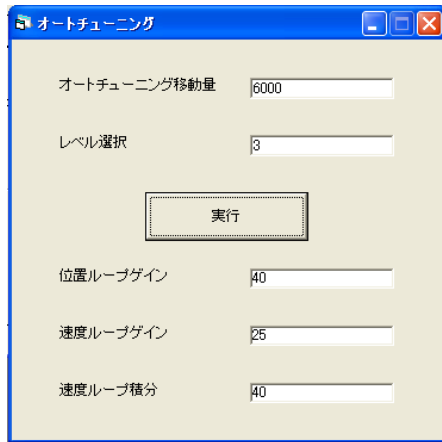 オートチューニング
オートチューニング移動量 6000
レベル選択 3
実行
位置ループゲイン 40
速度ループゲイン 25
速度ループ積分 40